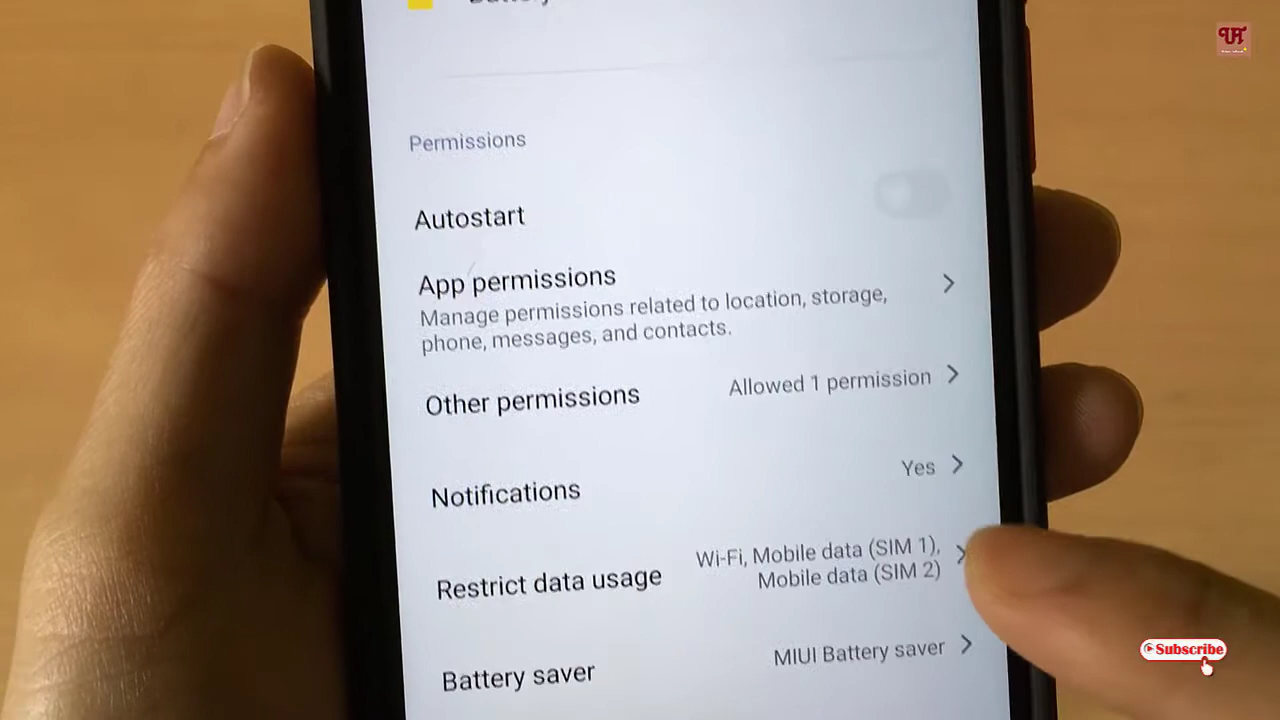 Permissions
Autostart
App permissions
Manage permissions related to location, storage,
phone, messages, and contacts.
Other permissions
Allowed 1 permission
Notifications
Yes
Restrict data usage
Wi-Fi, Mobile data (SIM 1),
Mobile data (SIM 2)
Battery saver
MIUI Battery saver
Subscribe